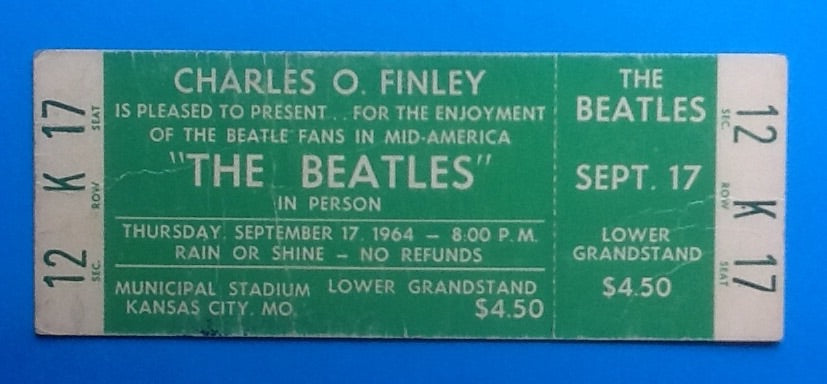 12 K 17
SEC. ROW SEAT
CHARLES O. FINLEY
IS PLEASED TO PRESENT . . FOR THE ENJOYMENT
OF THE BEATLE FANS IN MID-AMERICA
"THE BEATLES"
IN PERSON
THURSDAY, SEPTEMBER 17, 1964 — 8:00 P.M.
RAIN OR SHINE — NO REFUNDS
MUNICIPAL STADIUM LOWER GRANDSTAND
KANSAS CITY, MO. $4.50
THE
BEATLES
SEPT. 17
LOWER
GRANDSTAND
$4.50
SEC. ROW SEAT
12 K 17